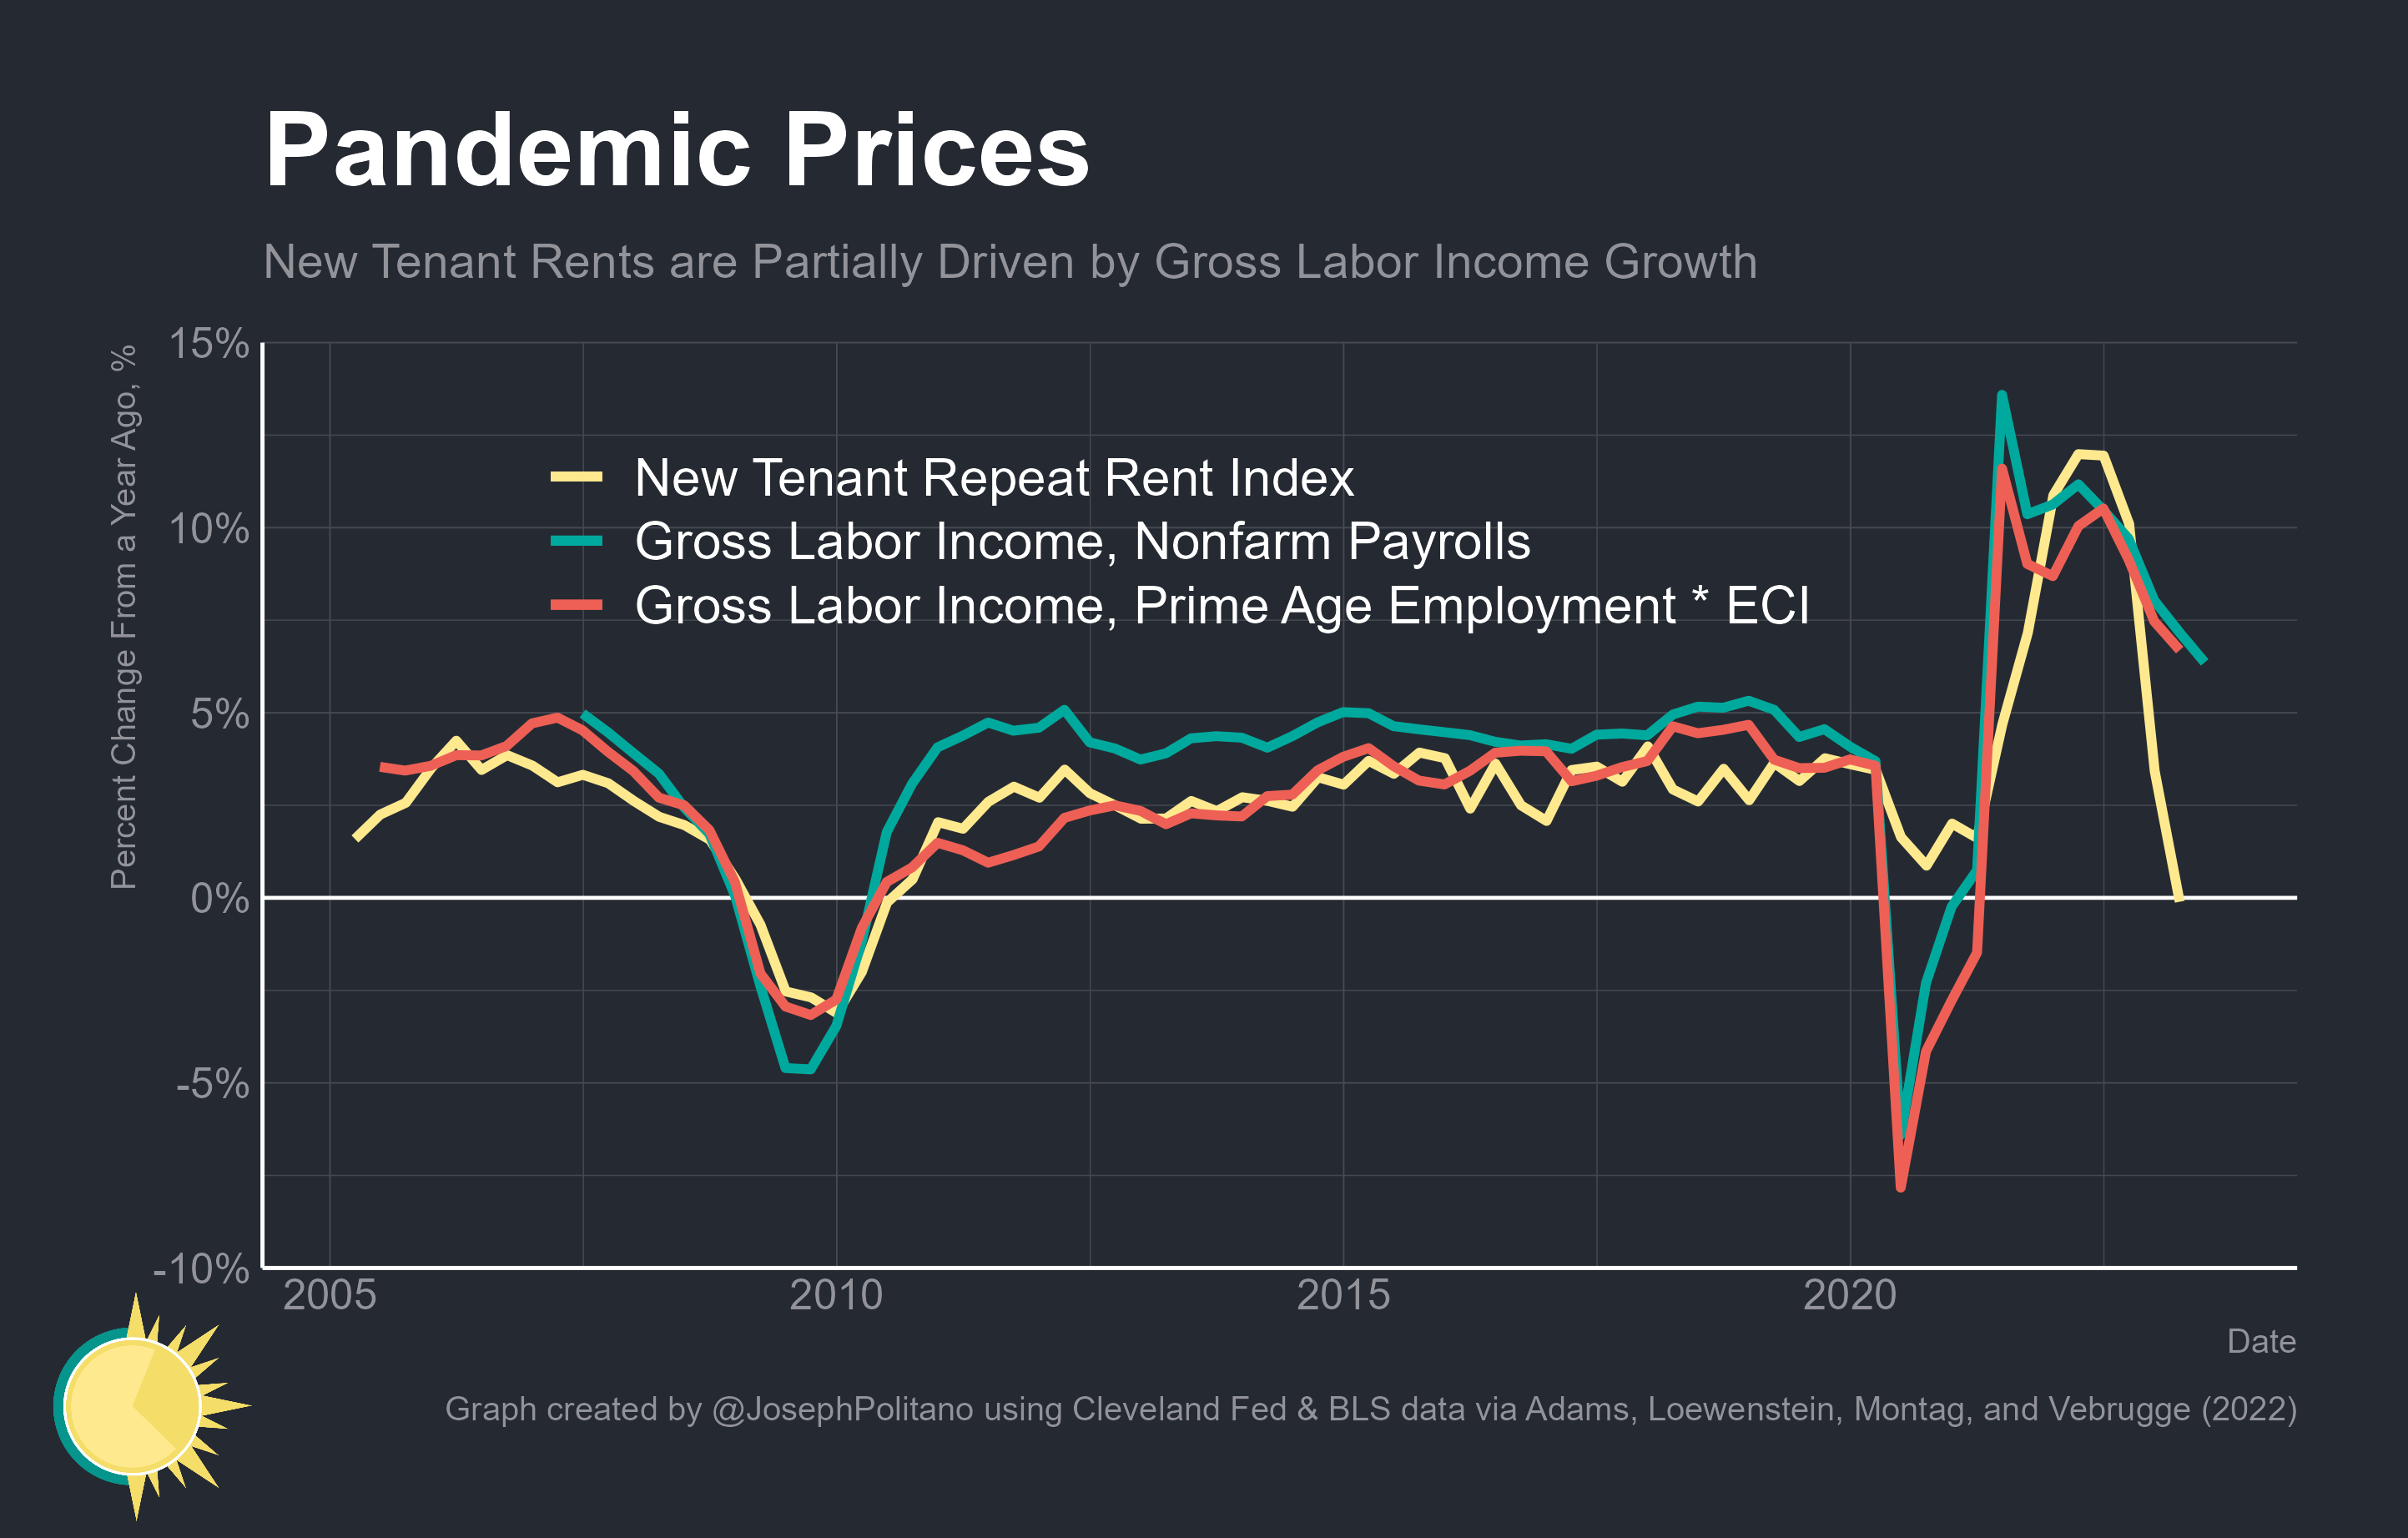 Pandemic Prices
New Tenant Rents are Partially Driven by Gross Labor Income Growth
Percent Change From a Year Ago, %
15%
10%
5%
0%
-5%
-10%
New Tenant Repeat Rent Index
Gross Labor Income, Nonfarm Payrolls
Gross Labor Income, Prime Age Employment * ECI
2005 2010 2015 2020
Date
Graph created by @JosephPolitano using Cleveland Fed & BLS data via Adams, Loewenstein, Montag, and Vebrugge (2022)